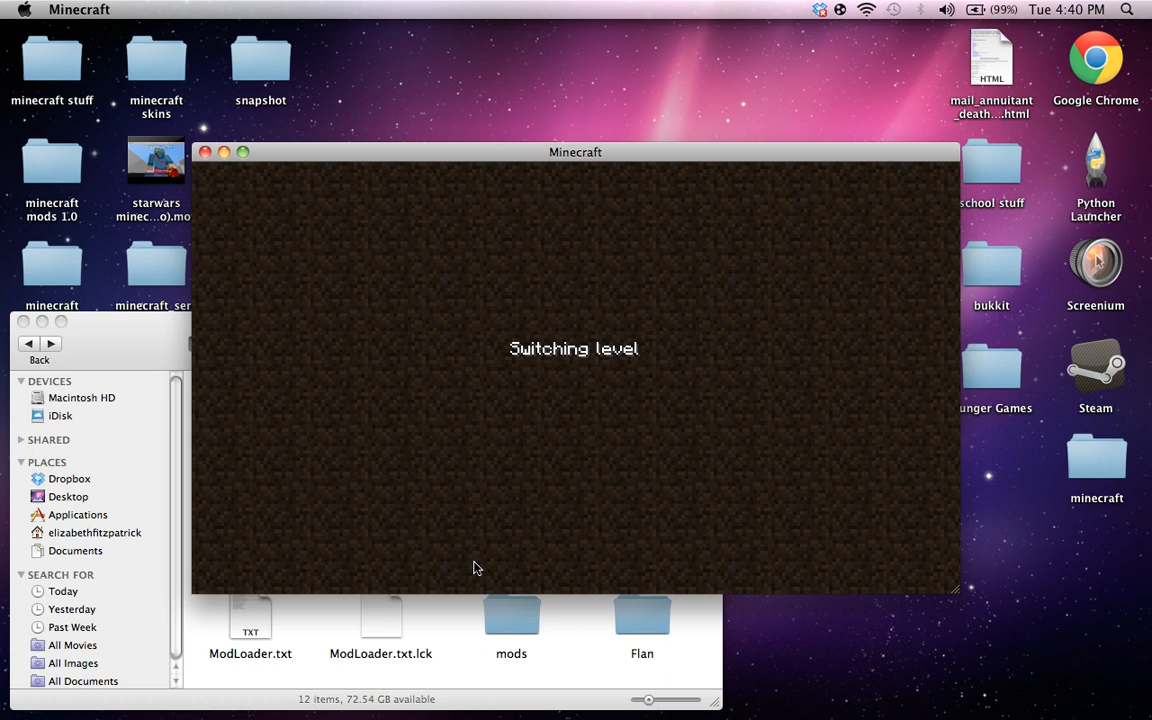 Minecraft
(99%)
Tue 4:40 PM
minecraft stuff
minecraft
skins
snapshot
HTML
mail_annuitant
_death....html
Google Chrome
minecraft
mods 1.0
starwars
minec...o).mo
Minecraft
school stuff
Python
Launcher
minecraft
minecraft_ser
bukkit
Screenium
Switching level
unger Games
Steam
minecraft
Back
DEVICES
Macintosh HD
iDisk
SHARED
PLACES
Dropbox
Desktop
Applications
elizabethfitzpatrick
Documents
SEARCH FOR
Today
Yesterday
Past Week
All Movies
All Images
All Documents
TXT
ModLoader.txt
ModLoader.txt.lck
mods
Flan
12 items, 72.54 GB available